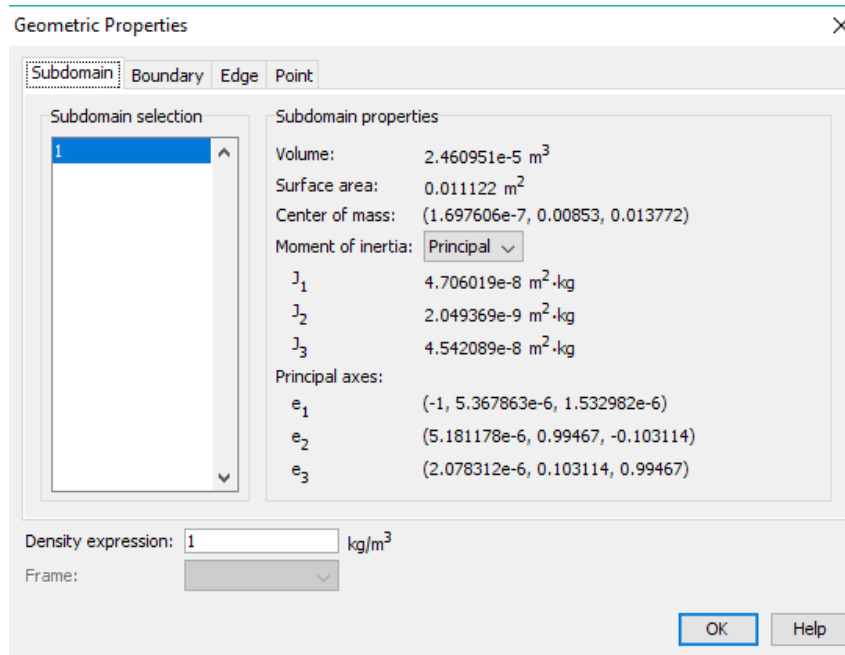 Geometric Properties
Subdomain Boundary Edge Point
Subdomain selection
1
Subdomain properties
Volume: 2.460951e-5 m³
Surface area: 0.011122 m²
Center of mass: (1.697606e-7, 0.00853, 0.013772)
Moment of inertia: Principal
J₁ 4.706019e-8 m²·kg
J₂ 2.049369e-9 m²·kg
J₃ 4.542089e-8 m²·kg
Principal axes:
e₁ (-1, 5.367863e-6, 1.532982e-6)
e₂ (5.181178e-6, 0.99467, -0.103114)
e₃ (2.078312e-6, 0.103114, 0.99467)
Density expression: 1 kg/m³
Frame:
OK Help